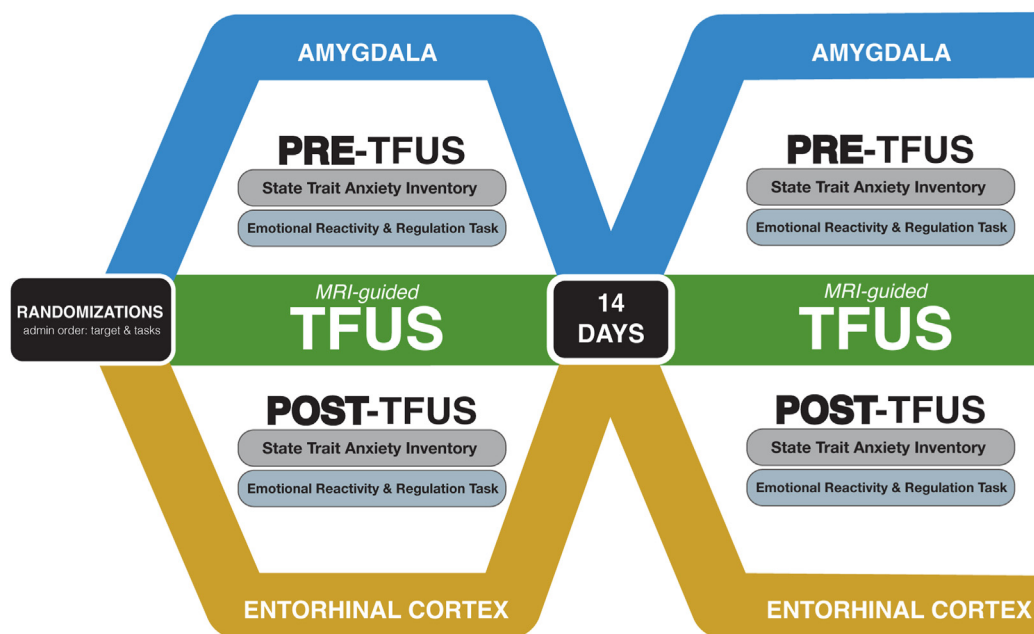 AMYGDALA
PRE-TFUS
State Trait Anxiety Inventory
Emotional Reactivity & Regulation Task
RANDOMIZATIONS
admin order: target & tasks
MRI-guided
TFUS
POST-TFUS
State Trait Anxiety Inventory
Emotional Reactivity & Regulation Task
ENTORHINAL CORTEX
14
DAYS
AMYGDALA
PRE-TFUS
State Trait Anxiety Inventory
Emotional Reactivity & Regulation Task
MRI-guided
TFUS
POST-TFUS
State Trait Anxiety Inventory
Emotional Reactivity & Regulation Task
ENTORHINAL CORTEX